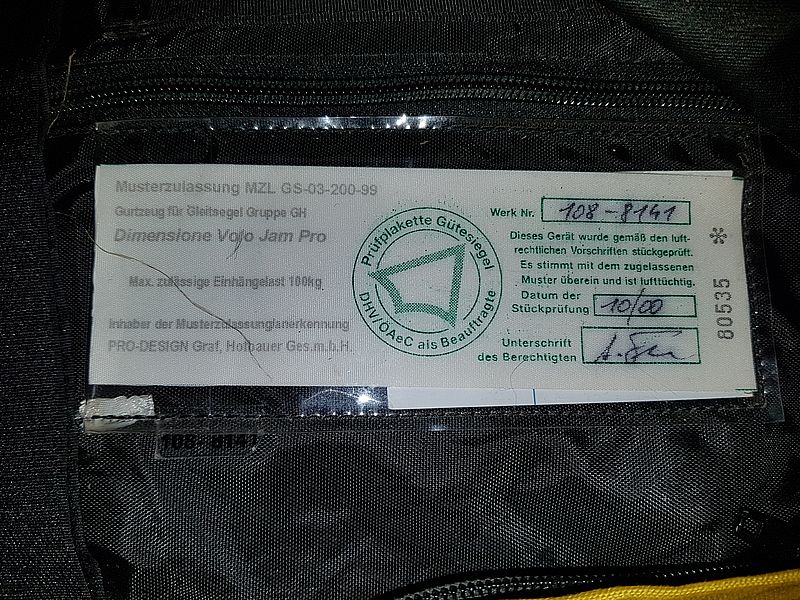 Musterzulassung MZL GS-03-200-99
Gurtzeug für Gleitsegel Gruppe GH
Dimensione Volo Jam Pro
Max. zulässige Einhängelast 100kg
Inhaber der Musterzulassung/anerkennung
PRO-DESIGN Graf, Hofbauer Ges.m.b.H.
Prüfplakette Gütesiegel
DHV/ÖAeC als Beauftragte
Werk Nr. 108-8141
Dieses Gerät wurde gemäß den luft-
rechtlichen Vorschriften stückgeprüft.
Es stimmt mit dem zugelassenen
Muster überein und ist lufttüchtig.
Datum der
Stückprüfung 10/00
Unterschrift
des Berechtigten
* 80535
108-8141